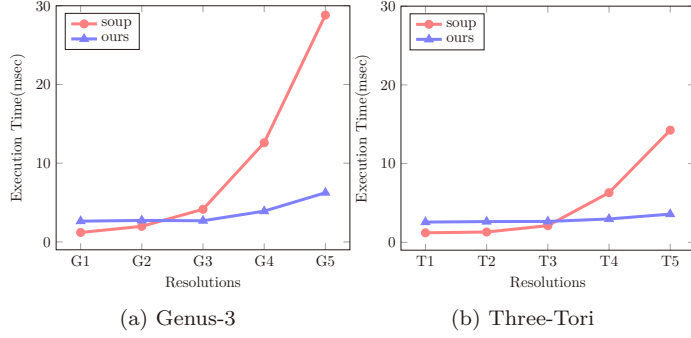 30
20
10
0
Execution Time(msec)
soup
ours
G1 G2 G3 G4 G5
Resolutions
(a) Genus-3
30
20
10
0
Execution Time(msec)
soup
ours
T1 T2 T3 T4 T5
Resolutions
(b) Three-Tori